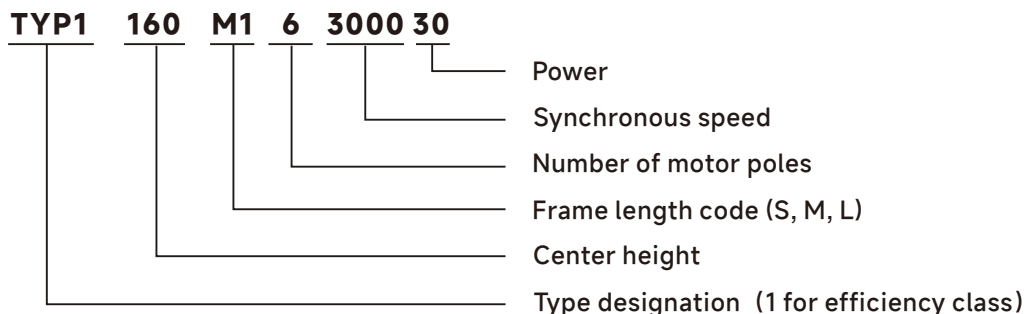 TYP1 160 M1 6 3000 30
Power
Synchronous speed
Number of motor poles
Frame length code (S, M, L)
Center height
Type designation (1 for efficiency class)